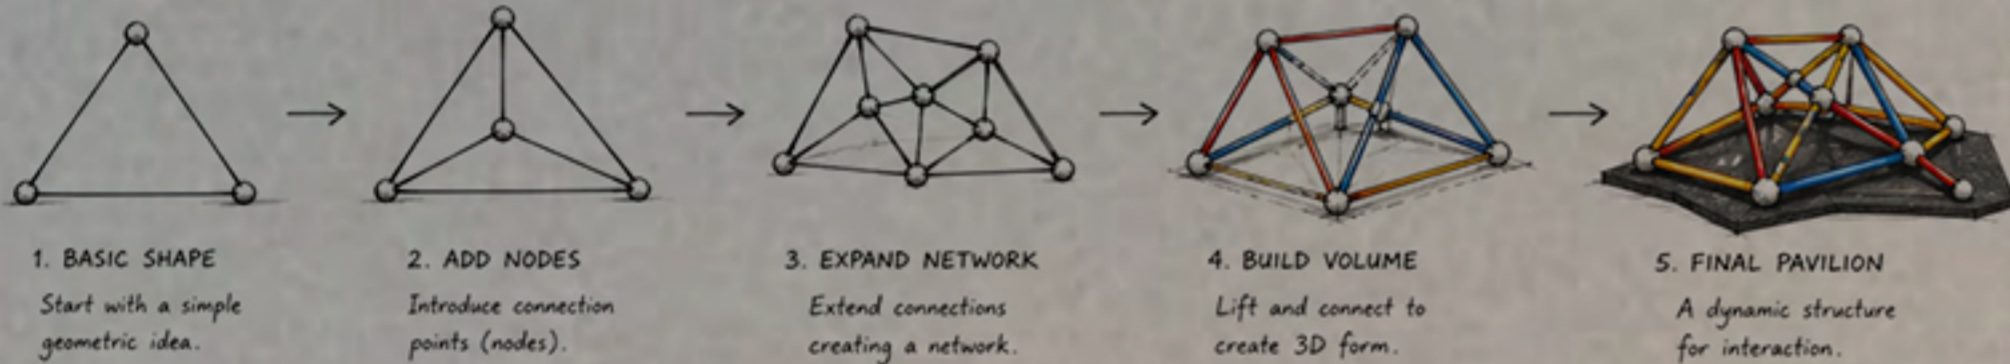 1. BASIC SHAPE
Start with a simple
geometric idea.
2. ADD NODES
Introduce connection
points (nodes).
3. EXPAND NETWORK
Extend connections
creating a network.
4. BUILD VOLUME
Lift and connect to
create 3D form.
5. FINAL PAVILION
A dynamic structure
for interaction.